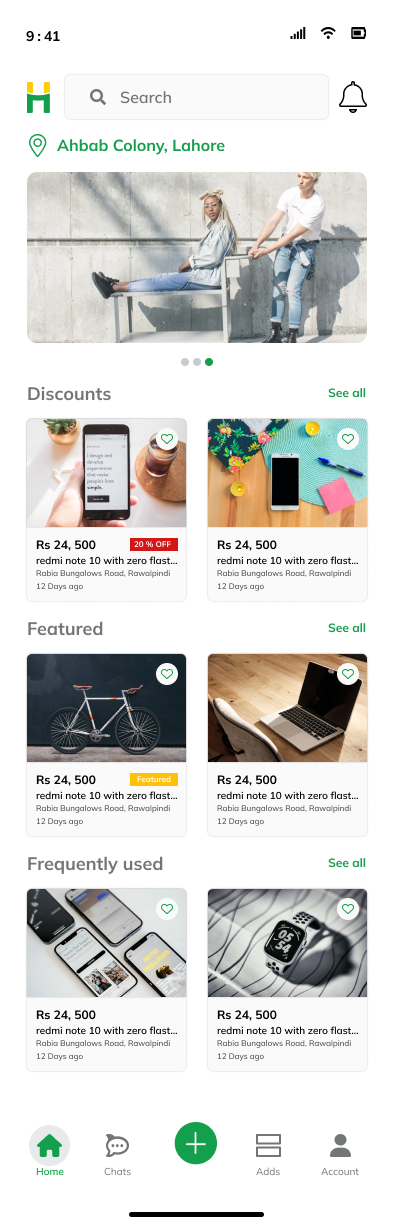 9:41
Search
Ahbab Colony, Lahore
Discounts
See all
I design and
develop
experiences
that make
people's lives
simple.
Rs 24, 500
20 % OFF
redmi note 10 with zero flast...
Rabia Bungalows Road, Rawalpindi
12 Days ago
Rs 24, 500
redmi note 10 with zero flast...
Rabia Bungalows Road, Rawalpindi
12 Days ago
Featured
See all
Rs 24, 500
Featured
redmi note 10 with zero flast...
Rabia Bungalows Road, Rawalpindi
12 Days ago
Rs 24, 500
redmi note 10 with zero flast...
Rabia Bungalows Road, Rawalpindi
12 Days ago
Frequently used
See all
05
54
Rs 24, 500
redmi note 10 with zero flast...
Rabia Bungalows Road, Rawalpindi
12 Days ago
Rs 24, 500
redmi note 10 with zero flast...
Rabia Bungalows Road, Rawalpindi
12 Days ago
Home
Chats
Adds
Account